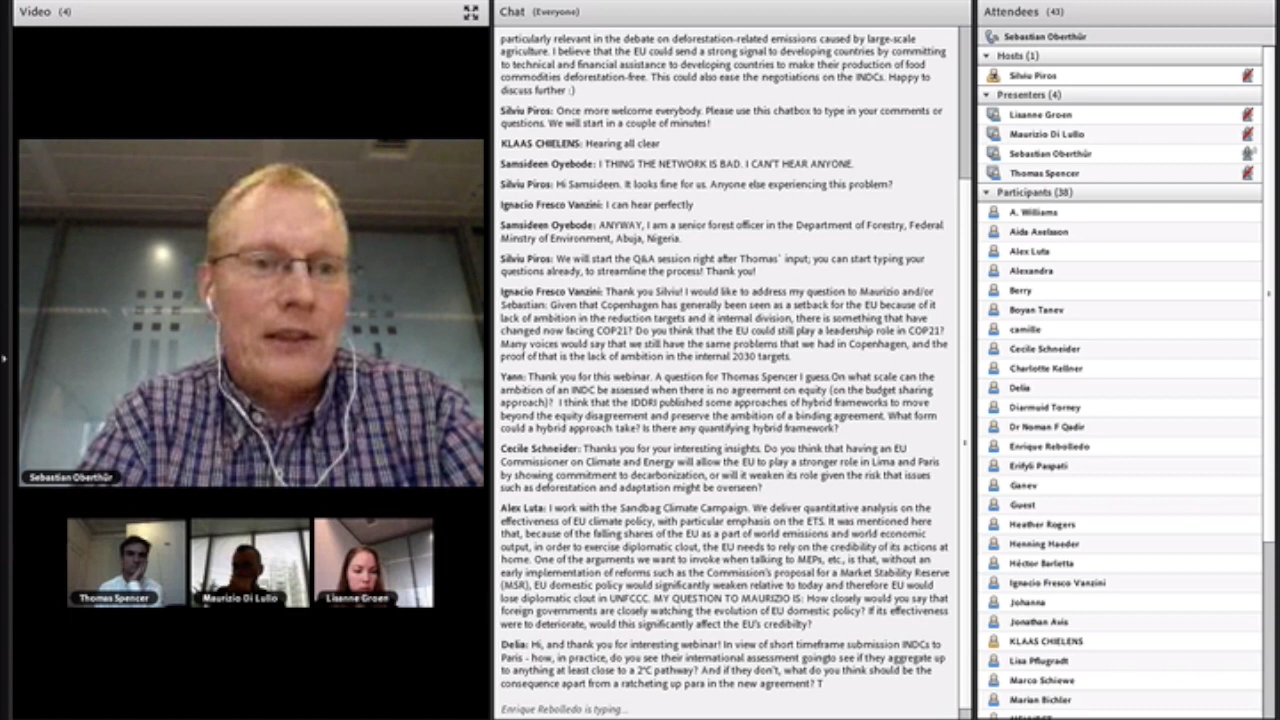 Video (4)
Sebastian Oberthür
Thomas Spencer
Maurizio Di Lullo
Lisanne Groen
Chat (Everyone)
particularly relevant in the debate on deforestation-related emissions caused by large-scale
agriculture. I believe that the EU could send a strong signal to developing countries by committing
to technical and financial assistance to developing countries to make their production of food
commodities deforestation-free. This could also ease the negotiations on the INDCs. Happy to
discuss further :)
Silviu Piros: Once more welcome everybody. Please use this chatbox to type in your comments or
questions. We will start in a couple of minutes!
KLAAS CHIELENS: Hearing all clear
Samsideen Oyebode: I THING THE NETWORK IS BAD. I CAN'T HEAR ANYONE.
Silviu Piros: Hi Samsideen. It looks fine for us. Anyone else experiencing this problem?
Ignacio Fresco Vanzini: I can hear perfectly
Samsideen Oyebode: ANYWAY, I am a senior forest officer in the Department of Forestry, Federal
Minstry of Environment, Abuja, Nigeria.
Silviu Piros: We will start the Q&A session right after Thomas` input; you can start typing your
questions already, to streamline the process! Thank you!
Ignacio Fresco Vanzini: Thank you Silviu! I would like to address my question to Maurizio and/or
Sebastian: Given that Copenhagen has generally been seen as a setback for the EU because of it
lack of ambition in the reduction targets and it internal division, there is something that have
changed now facing COP21? Do you think that the EU could still play a leadership role in COP21?
Many voices would say that we still have the same problems that we had in Copenhagen, and the
proof of that is the lack of ambition in the internal 2030 targets.
Yann: Thank you for this webinar. A question for Thomas Spencer I guess.On what scale can the
ambition of an INDC be assessed when there is no agreement on equity (on the budget sharing
approach)? I think that the IDDRI published some approaches of hybrid frameworks to move
beyond the equity disagreement and preserve the ambition of a binding agreement. What form
could a hybrid approach take? Is there any quantifying hybrid framework?
Cecile Schneider: Thanks you for your interesting insights. Do you think that having an EU
Commissioner on Climate and Energy will allow the EU to play a stronger role in Lima and Paris
by showing commitment to decarbonization, or will it weaken its role given the risk that issues
such as deforestation and adaptation might be overseen?
Alex Luta: I work with the Sandbag Climate Campaign. We deliver quantitative analysis on the
effectiveness of EU climate policy, with particular emphasis on the ETS. It was mentioned here
that, because of the falling shares of the EU as a part of world emissions and world economic
output, in order to exercise diplomatic clout, the EU needs to rely on the credibility of its actions at
home. One of the arguments we want to invoke when talking to MEPs, etc., is that, without an
early implementation of reforms such as the Commission's proposal for a Market Stability Reserve
(MSR), EU domestic policy would significantly weaken relative to today and therefore EU would
lose diplomatic clout in UNFCCC. MY QUESTION TO MAURIZIO IS: How closely would you say that
foreign governments are closely watching the evolution of EU domestic policy? If its effectiveness
were to deteriorate, would this significantly affect the EU's credibilty?
Delia: Hi, and thank you for interesting webinar! In view of short timeframe submission INDCs to
Paris - how, in practice, do you see their international assessment goingto see if they aggregate up
to anything at least close to a 2°C pathway? And if they don't, what do you think should be the
consequence apart from a ratcheting up para in the new agreement? T
Enrique Rebolledo is typing...
Attendees (43)
Sebastian Oberthür
Hosts (1)
Silviu Piros
Presenters (4)
Lisanne Groen
Maurizio Di Lullo
Sebastian Oberthür
Thomas Spencer
Participants (38)
A. Williams
Aida Axelsson
Alex Luta
Alexandra
Berry
Boyan Tanev
camille
Cecile Schneider
Charlotte Kellner
Delia
Diarmuid Torney
Dr Noman F Qadir
Enrique Rebolledo
Erifyli Paspati
Ganev
Guest
Heather Rogers
Henning Haeder
Héctor Barletta
Ignacio Fresco Vanzini
Johanna
Jonathan Avis
KLAAS CHIELENS
Lisa Pflugradt
Marco Schiewe
Marian Bichler